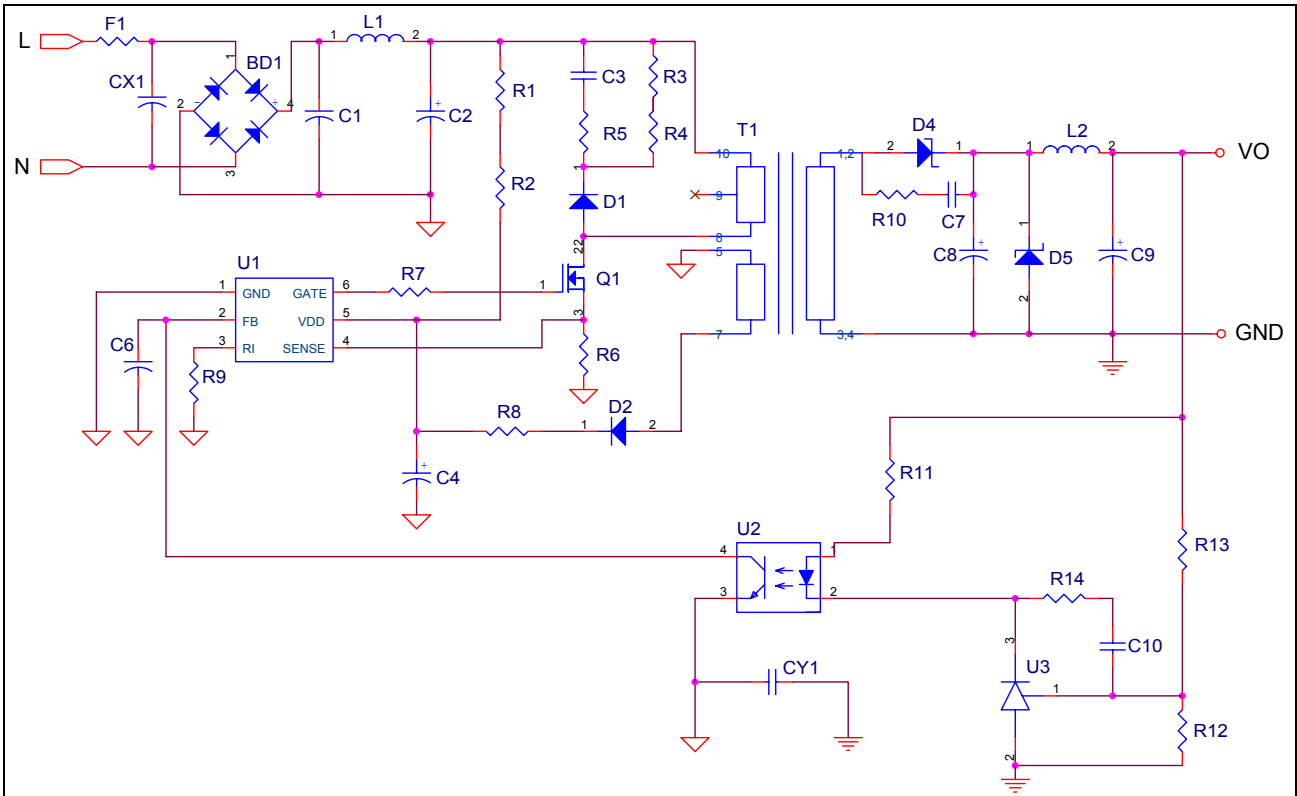 L F1 1 L1 2
CX1 1 BD1 2 - + 4 3
C1 + C2 R1 C3 R3
R5 R4 T1 D4 L2
N R2 1 D1
10 1,2 2 1 1 2 VO
9 R10 C7
8 22 5
C8 + 1 D5 2 + C9
U1 R7 Q1 1 3
1 GND GATE 6
2 FB VDD 5
3 RI SENSE 4
7 3,4 GND
C6 R9 R6
R8 1 D2 2
+ C4 R11
U2 4 1 R13
3 2 R14
3 C10
CY1 U3 1
R12
2